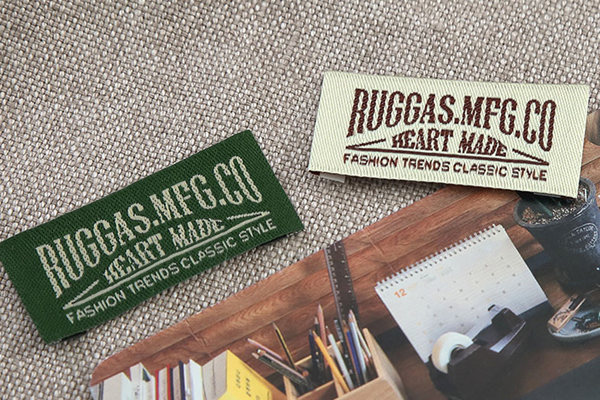 RUGGAS.MFG.CO
HEART MADE
FASHION TRENDS CLASSIC STYLE
RUGGAS.MFG.CO
HEART MADE
FASHION TRENDS CLASSIC STYLE
12